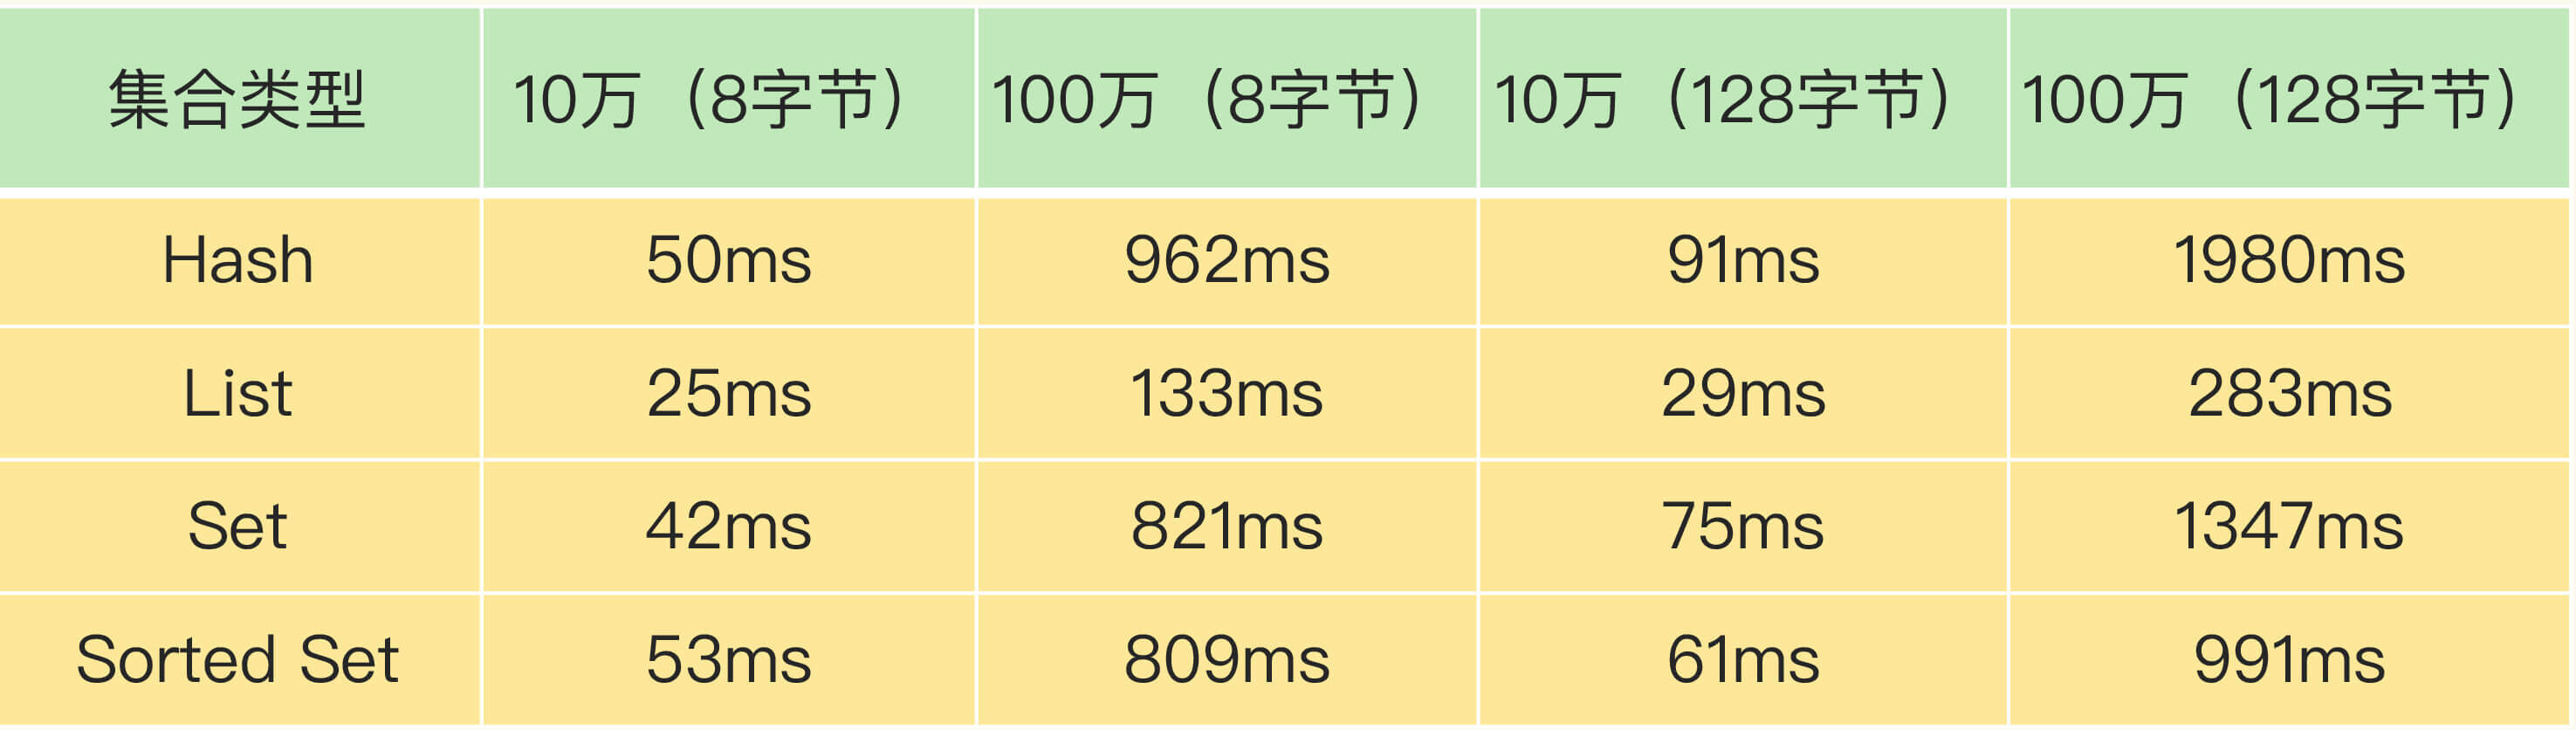 集合类型 10万（8字节） 100万（8字节） 10万（128字节） 100万（128字节）
Hash 50ms 962ms 91ms 1980ms
List 25ms 133ms 29ms 283ms
Set 42ms 821ms 75ms 1347ms
Sorted Set 53ms 809ms 61ms 991ms